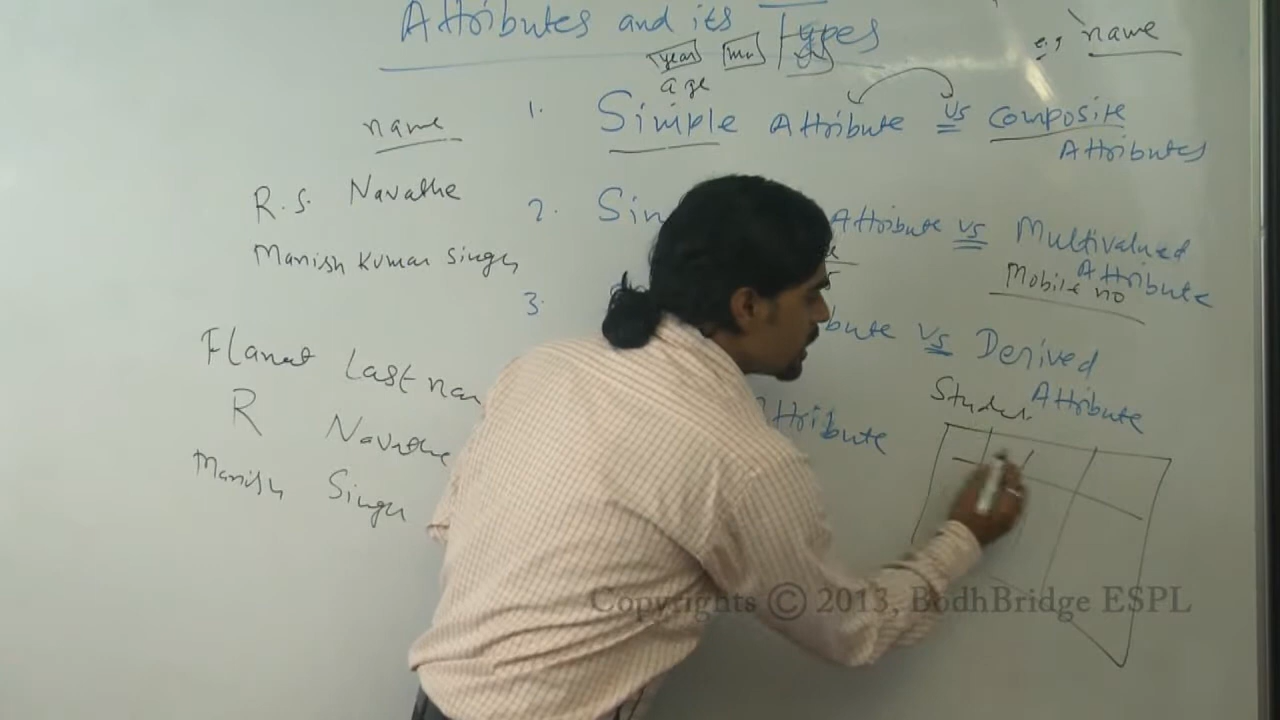 Attributes and its Types
e.g name
year
age
name
1. Simple Attribute vs Composite
Attributes
R.S. Navathe
2. Sin Attribute vs Multivalued
Attribute
Manish Kumar Singh
Mobile no
3. bute vs Derived
Attribute
Last nam
R Navathe
Student
Attribute
Manish Singh
Copyrights © 2013, BodhBridge ESPL